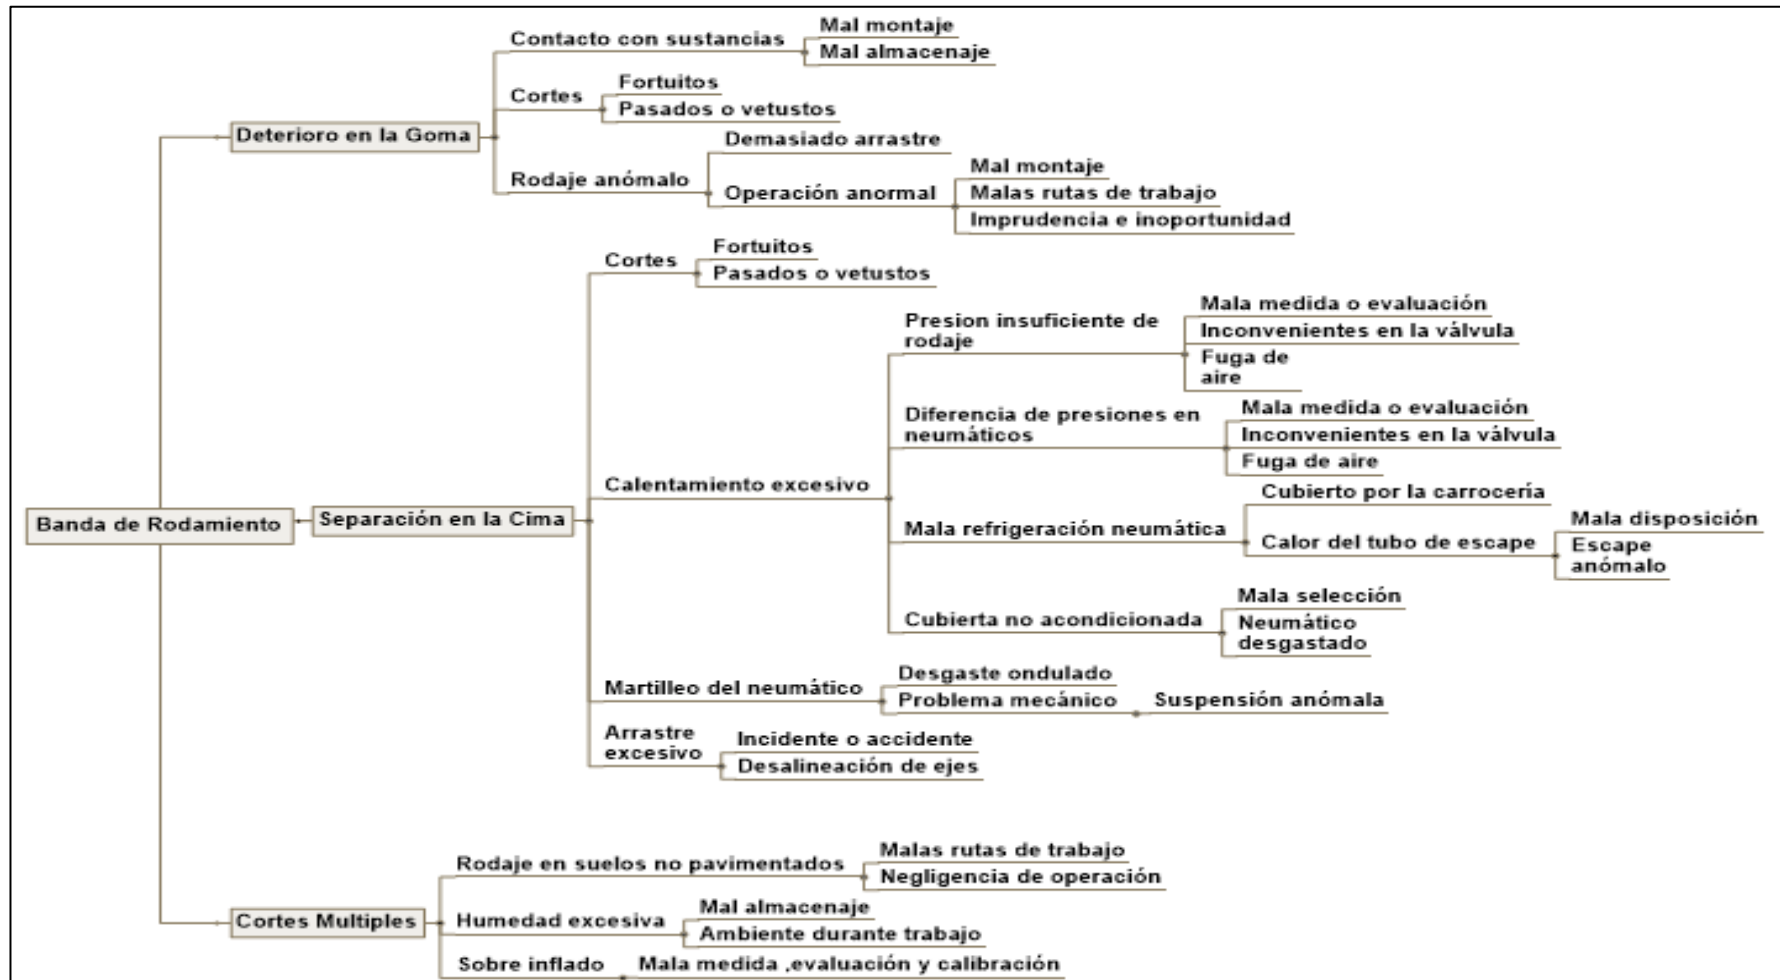 Mal montaje
Contacto con sustancias
Mal almacenaje
Fortuitos
Cortes
Pasados o vetustos
Deterioro en la Goma
Demasiado arrastre
Rodaje anómalo
Mal montaje
Operación anormal
Malas rutas de trabajo
Imprudencia e inoportunidad
Fortuitos
Cortes
Pasados o vetustos
Mala medida o evaluación
Presion insuficiente de
rodaje
Inconvenientes en la válvula
Fuga de
aire
Mala medida o evaluación
Diferencia de presiones en
neumáticos
Inconvenientes en la válvula
Fuga de aire
Calentamiento excesivo
Cubierto por la carrocería
Mala refrigeración neumática
Mala disposición
Calor del tubo de escape
Escape
anómalo
Banda de Rodamiento
Separación en la Cima
Mala selección
Cubierta no acondicionada
Neumático
desgastado
Desgaste ondulado
Martilleo del neumático
Problema mecánico
Suspensión anómala
Arrastre
excesivo
Incidente o accidente
Desalineación de ejes
Malas rutas de trabajo
Rodaje en suelos no pavimentados
Negligencia de operación
Mal almacenaje
Cortes Multiples
Humedad excesiva
Ambiente durante trabajo
Sobre inflado
Mala medida ,evaluación y calibración